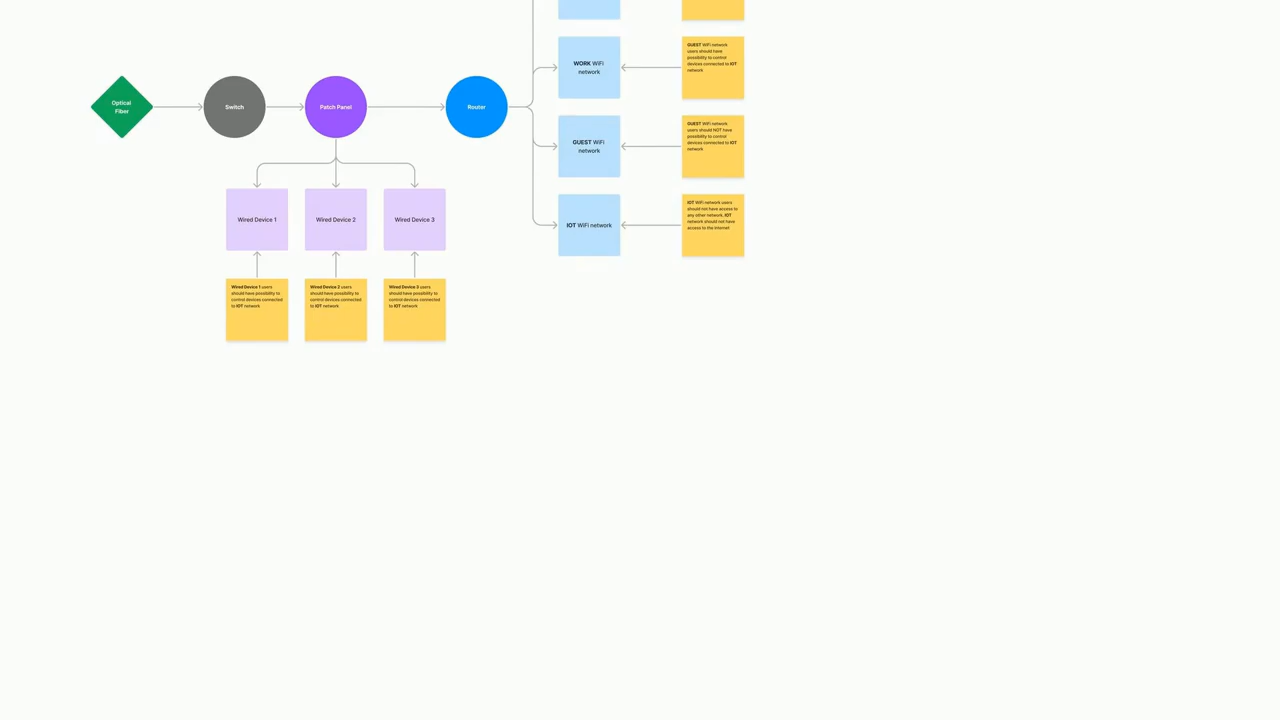 Optical
Fiber
Switch
Patch Panel
Router
WORK WiFi
network
GUEST WiFi network
users should have
possibility to control
devices connected to IOT
network
GUEST WiFi
network
GUEST WiFi network
users should NOT have
possibility to control
devices connected to IOT
network
IOT WiFi network
IOT WiFi network users
should not have access to
any other network. IOT
network should not have
access to the internet
Wired Device 1
Wired Device 2
Wired Device 3
Wired Device 1 users
should have possibility to
control devices connected
to IOT network
Wired Device 2 users
should have possibility to
control devices connected
to IOT network
Wired Device 3 users
should have possibility to
control devices connected
to IOT network